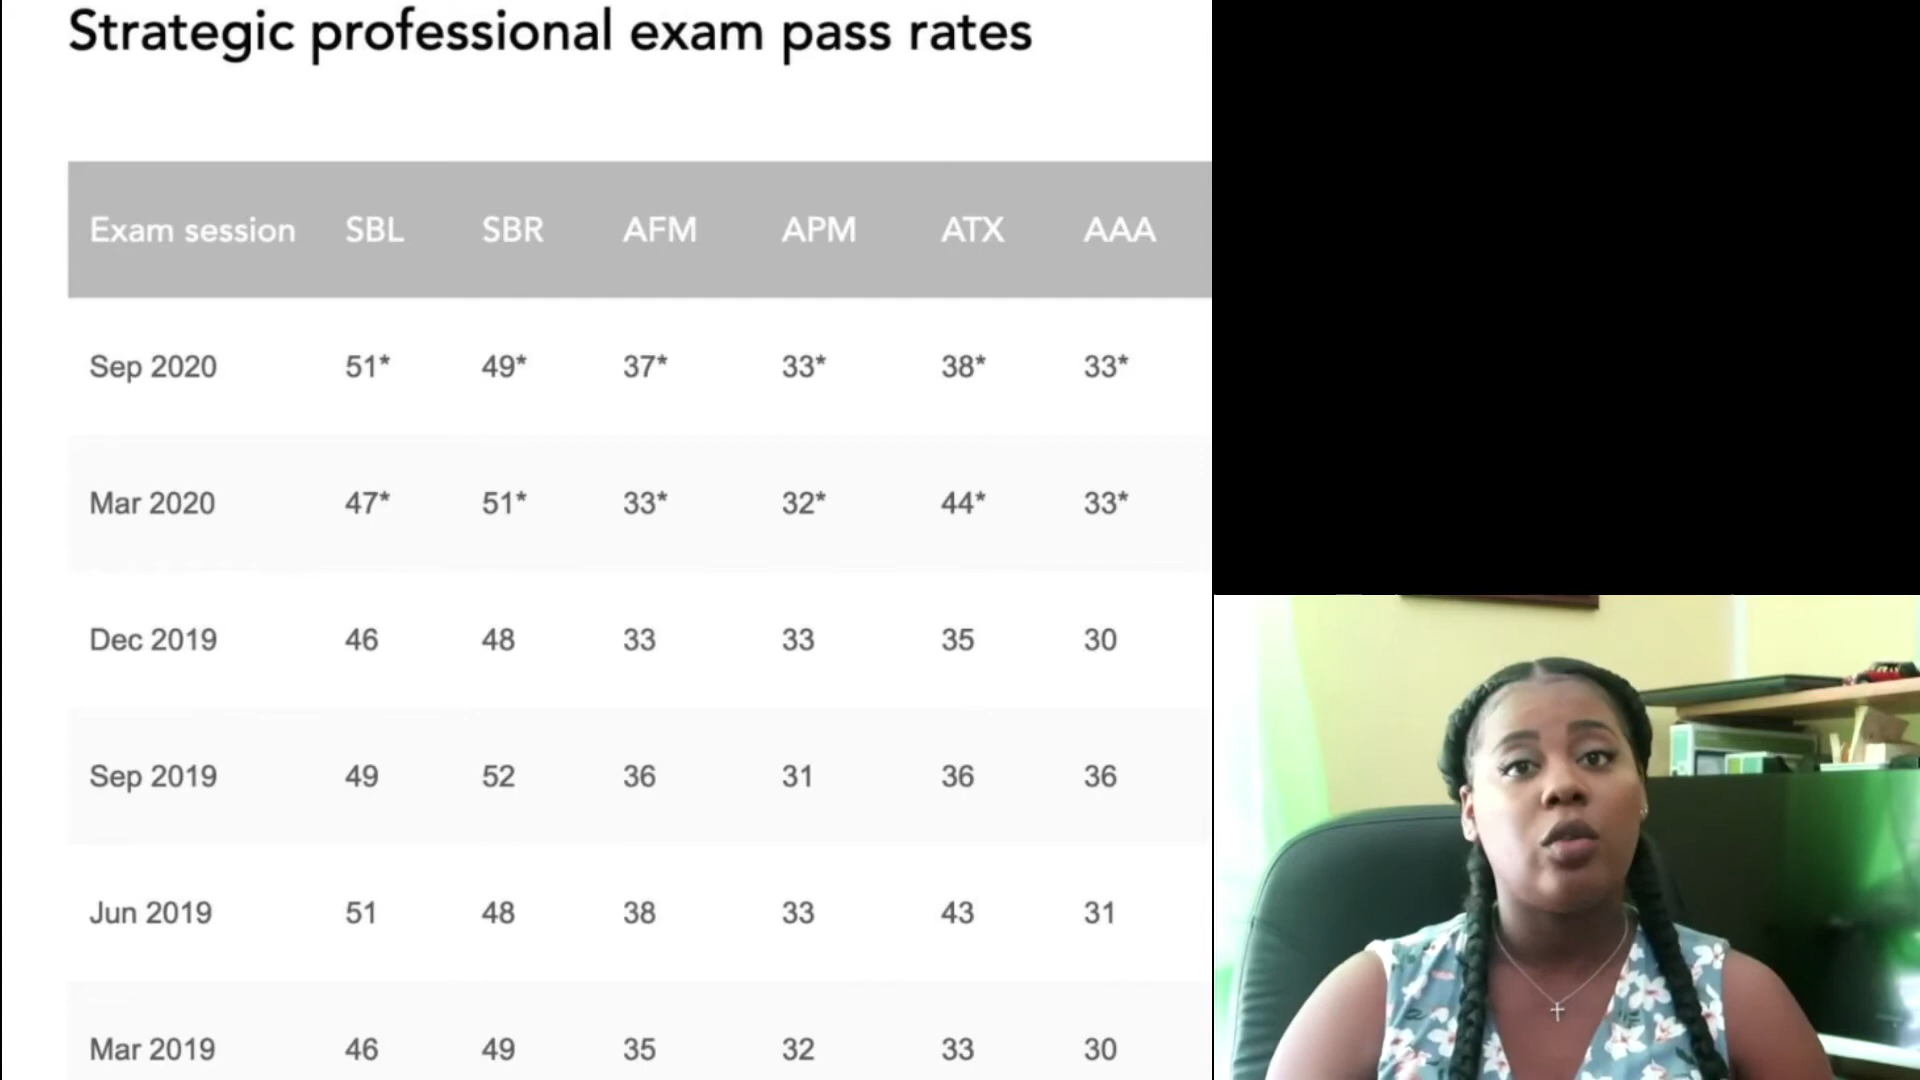 Strategic professional exam pass rates
Exam session SBL SBR AFM APM ATX AAA
Sep 2020 51* 49* 37* 33* 38* 33*
Mar 2020 47* 51* 33* 32* 44* 33*
Dec 2019 46 48 33 33 35 30
Sep 2019 49 52 36 31 36 36
Jun 2019 51 48 38 33 43 31
Mar 2019 46 49 35 32 33 30